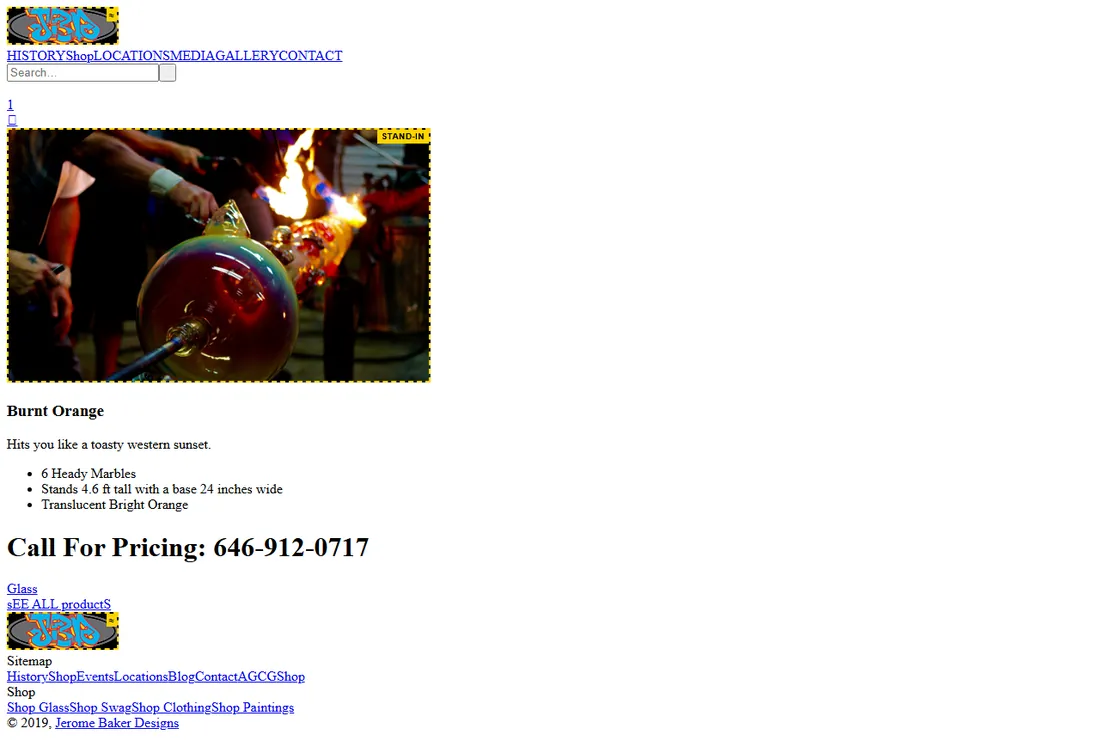 JBD
HISTORYShopLOCATIONSMEDIAGALLERYCONTACT
Search...
1
STAND-IN
Burnt Orange
Hits you like a toasty western sunset.
6 Heady Marbles
Stands 4.6 ft tall with a base 24 inches wide
Translucent Bright Orange
Call For Pricing: 646-912-0717
Glass
sEE ALL productS
JBD
Sitemap
HistoryShopEventsLocationsBlogContactAGCGShop
Shop
Shop GlassShop SwagShop ClothingShop Paintings
© 2019, Jerome Baker Designs